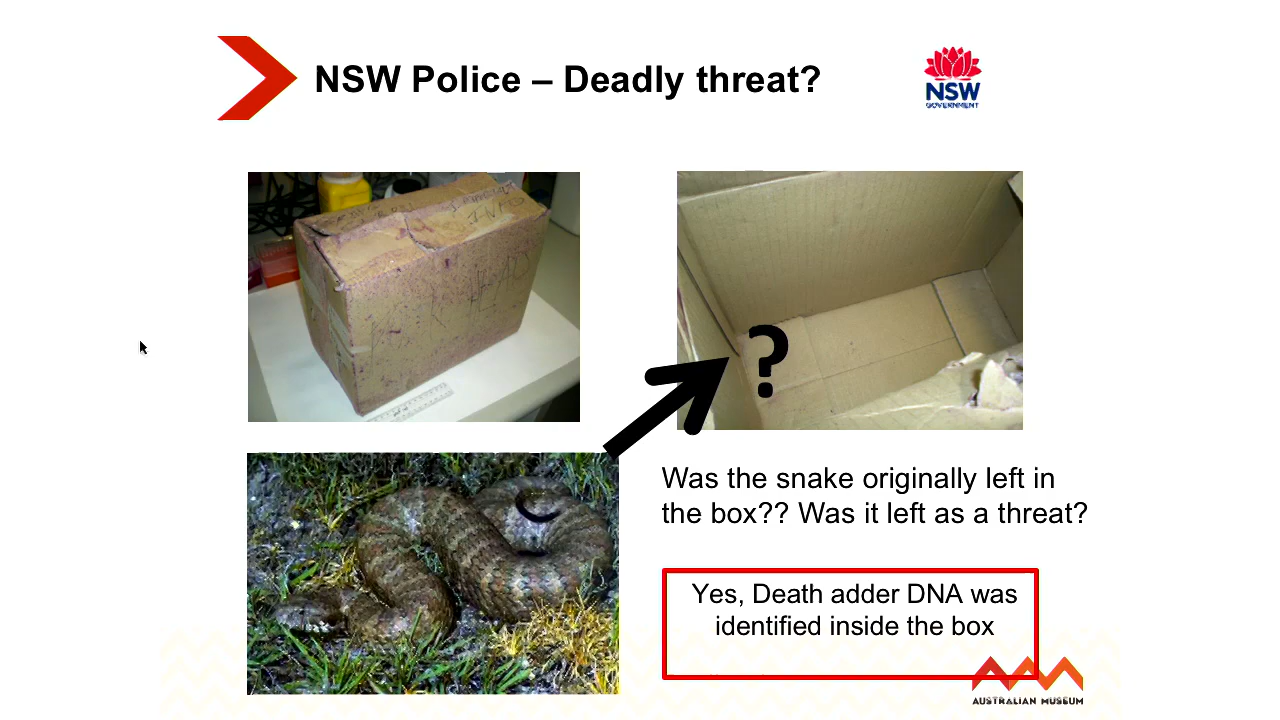 NSW Police – Deadly threat?
NSW
GOVERNMENT
?
Was the snake originally left in
the box?? Was it left as a threat?
Yes, Death adder DNA was
identified inside the box
AUSTRALIAN MUSEUM